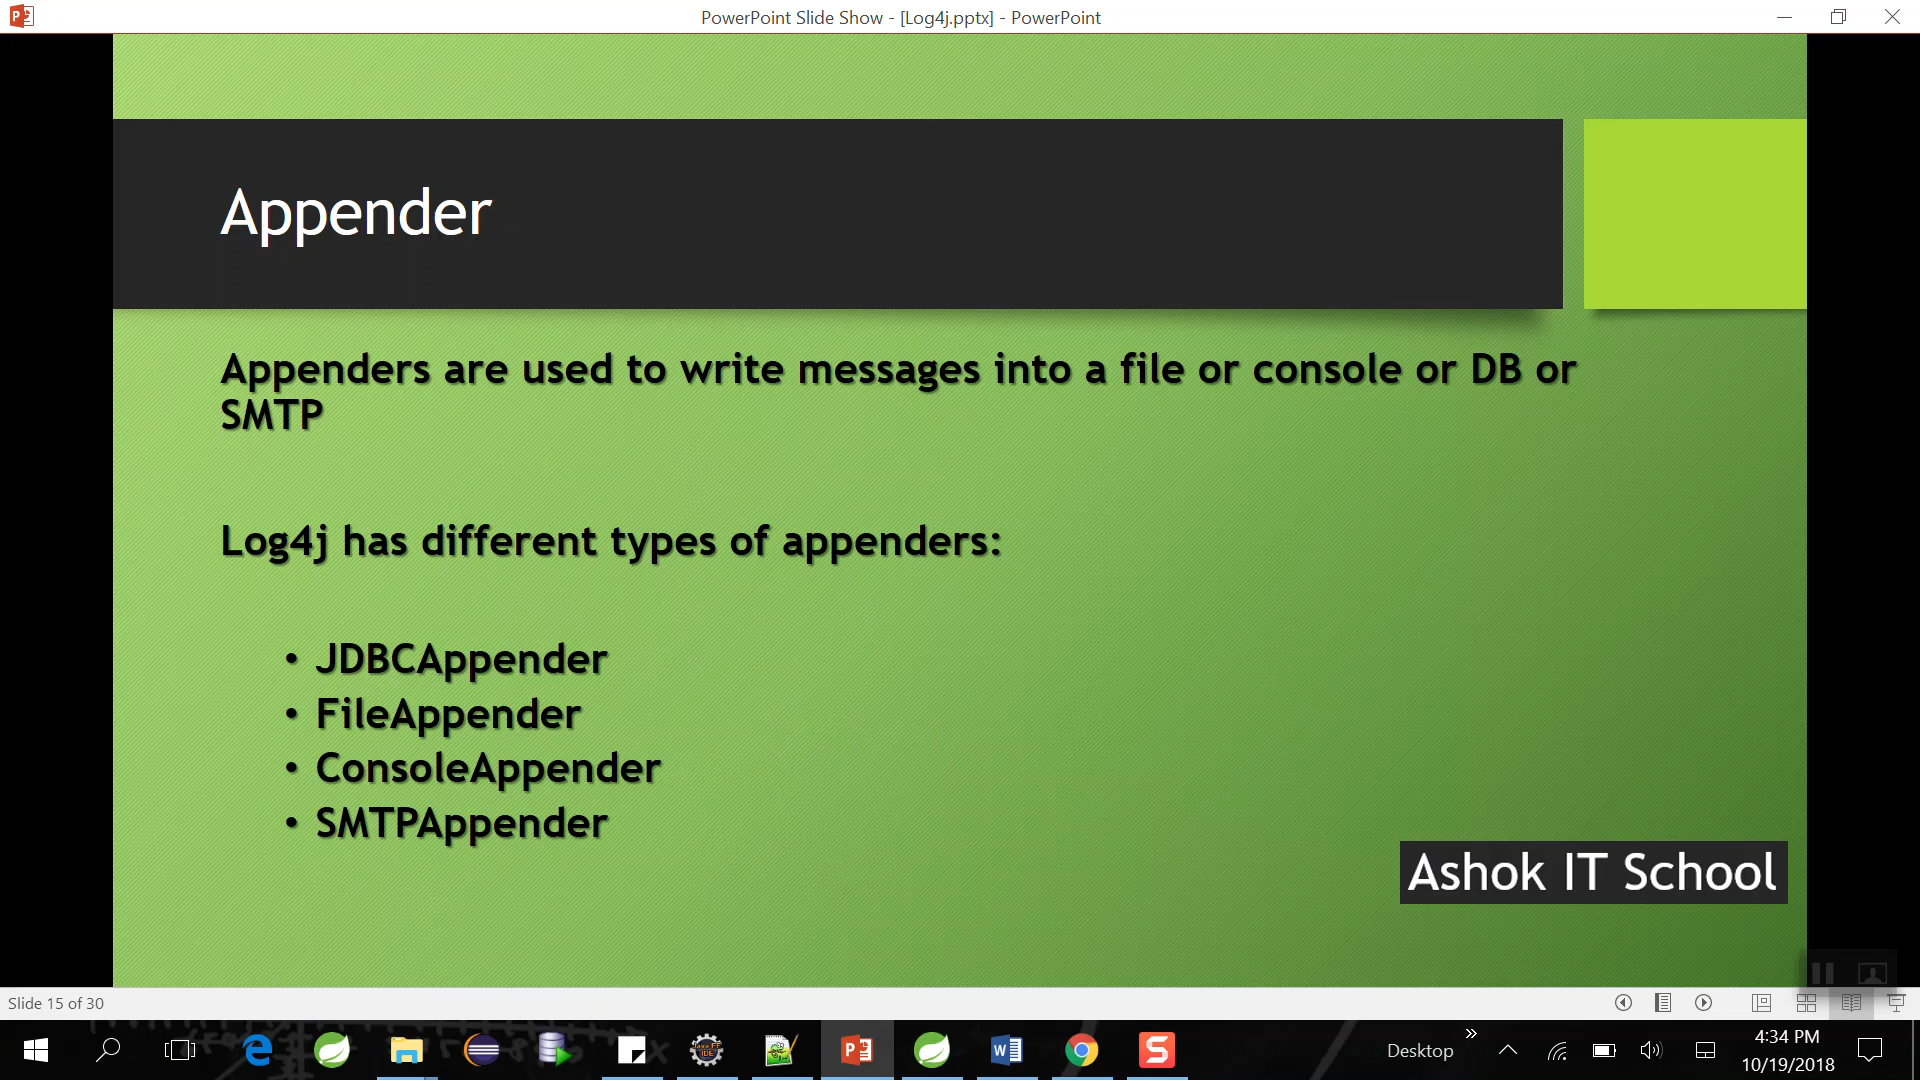 PowerPoint Slide Show - [Log4j.pptx] - PowerPoint
Appender
Appenders are used to write messages into a file or console or DB or
SMTP
Log4j has different types of appenders:
• JDBCAppender
• FileAppender
• ConsoleAppender
• SMTPAppender
Ashok IT School
Slide 15 of 30
Desktop
4:34 PM
10/19/2018